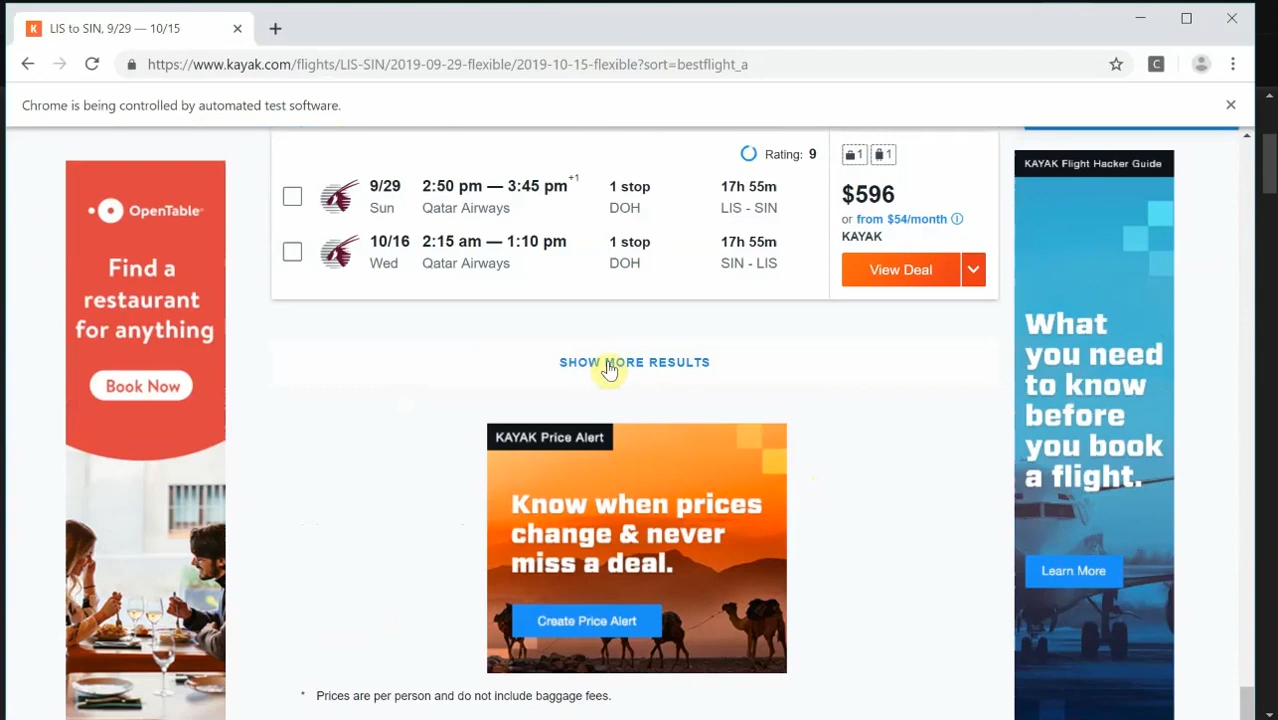 LIS to SIN, 9/29 — 10/15
https://www.kayak.com/flights/LIS-SIN/2019-09-29-flexible/2019-10-15-flexible?sort=bestflight_a
C
Chrome is being controlled by automated test software.
OpenTable
Find a
restaurant
for anything
Book Now
Rating: 9
1 1
9/29 2:50 pm — 3:45 pm+1 1 stop 17h 55m
Sun Qatar Airways DOH LIS - SIN
10/16 2:15 am — 1:10 pm 1 stop 17h 55m
Wed Qatar Airways DOH SIN - LIS
$596
or from $54/month
KAYAK
View Deal
SHOW MORE RESULTS
KAYAK Price Alert
Know when prices
change & never
miss a deal.
Create Price Alert
* Prices are per person and do not include baggage fees.
KAYAK Flight Hacker Guide
What
you need
to know
before
you book
a flight.
Learn More